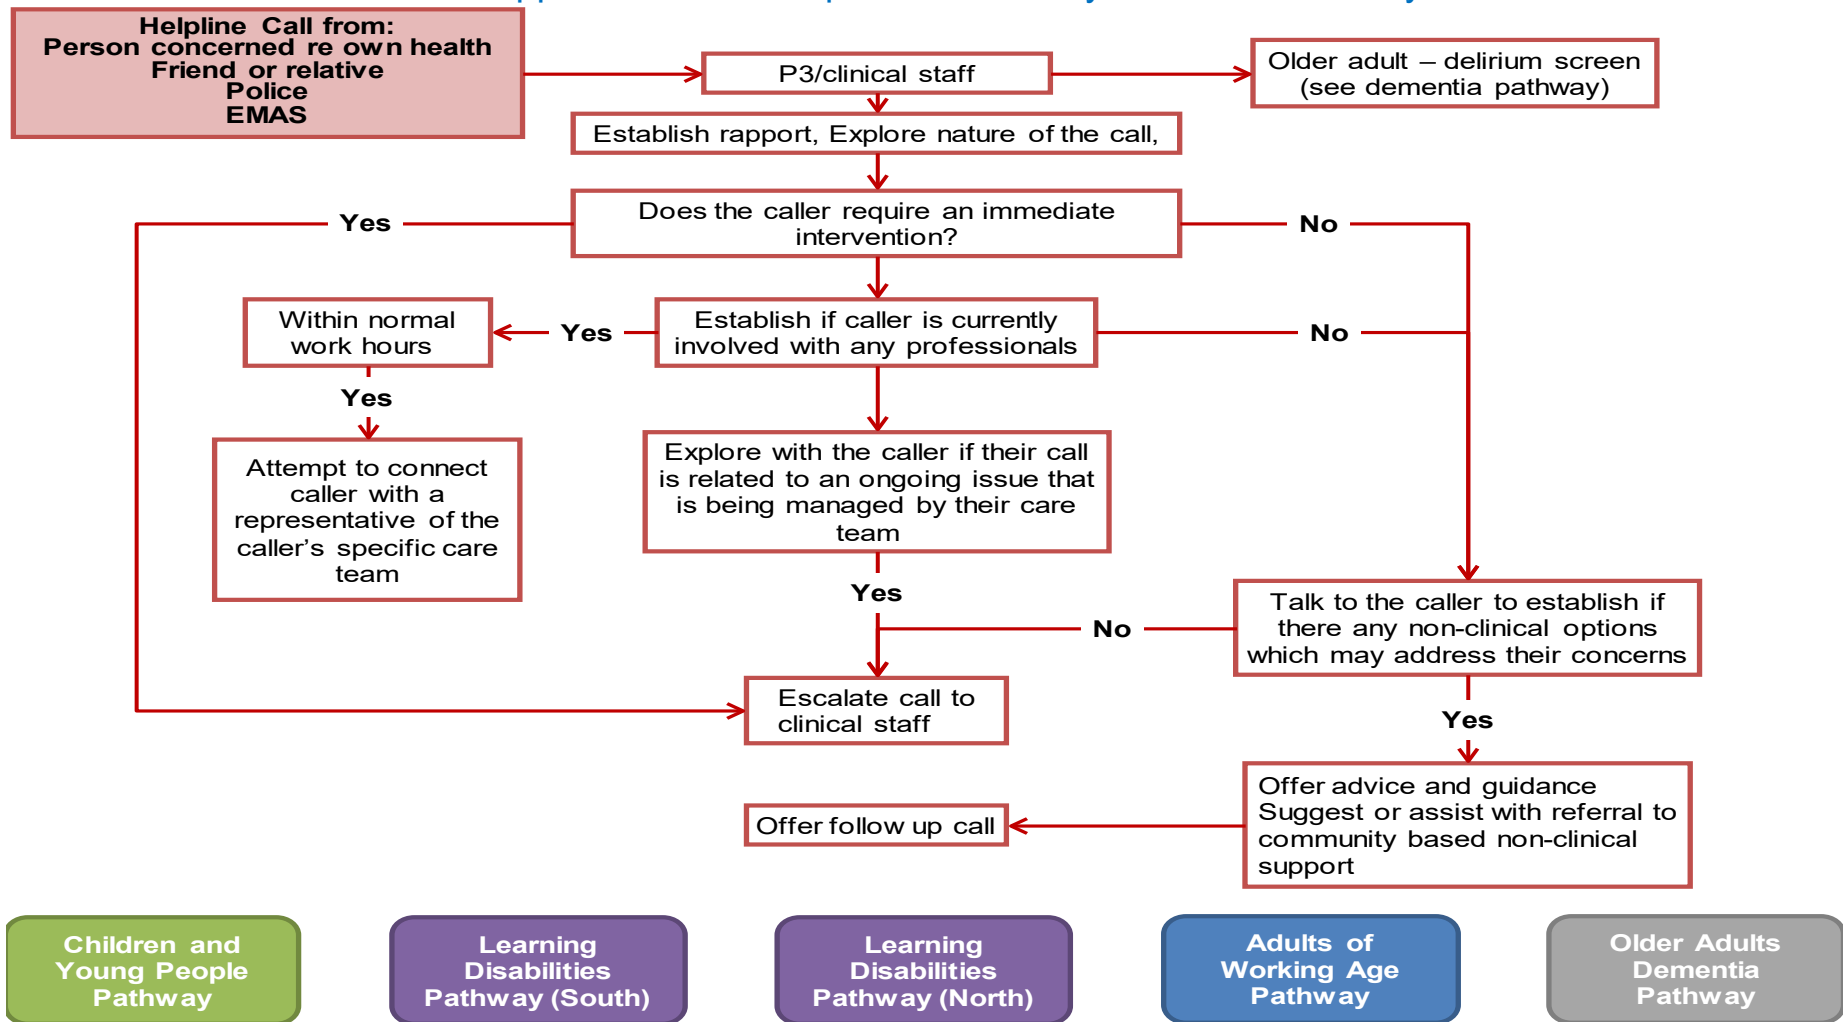 Helpline Call from:
Person concerned re own health
Friend or relative
Police
EMAS
P3/clinical staff
Older adult – delirium screen
(see dementia pathway)
Establish rapport, Explore nature of the call,
Does the caller require an immediate
intervention?
Yes
No
Within normal
work hours
Yes
Establish if caller is currently
involved with any professionals
No
Yes
Attempt to connect
caller with a
representative of the
caller's specific care
team
Explore with the caller if their call
is related to an ongoing issue that
is being managed by their care
team
Yes
No
Talk to the caller to establish if
there any non-clinical options
which may address their concerns
Escalate call to
clinical staff
Yes
Offer advice and guidance
Suggest or assist with referral to
community based non-clinical
support
Offer follow up call
Children and
Young People
Pathway
Learning
Disabilities
Pathway (South)
Learning
Disabilities
Pathway (North)
Adults of
Working Age
Pathway
Older Adults
Dementia
Pathway